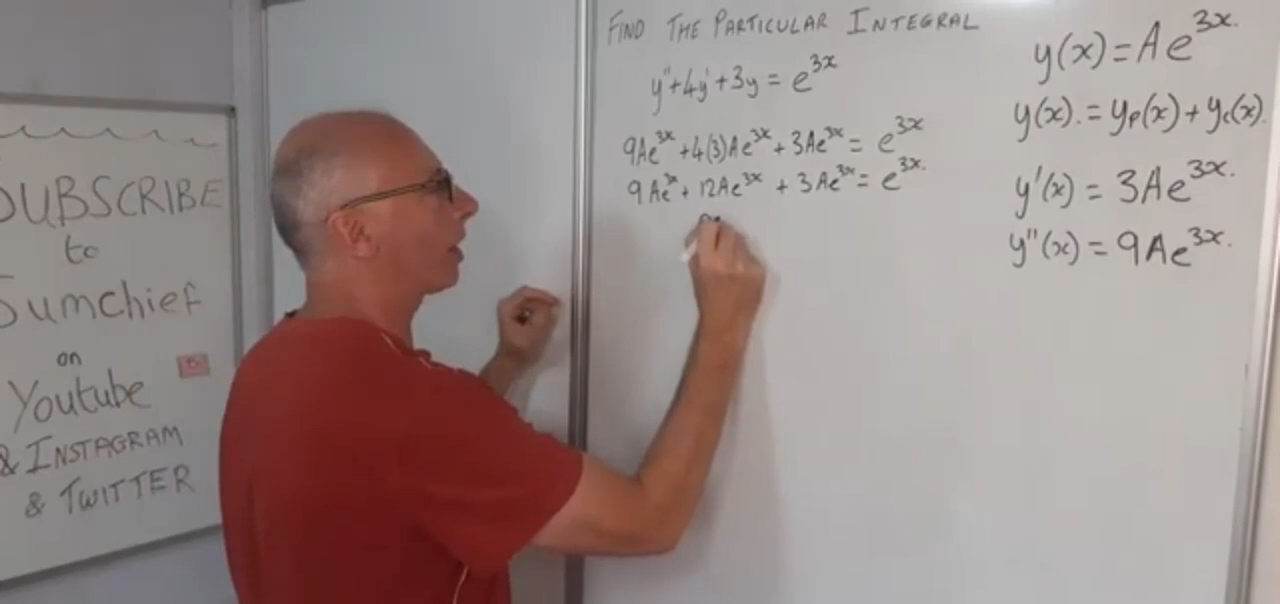 SUBSCRIBE
to
Sumchief
on
Youtube
& INSTAGRAM
& TWITTER
FIND THE PARTICULAR INTEGRAL
y''+4y'+3y = e^3x
9Ae^3x +4(3)Ae^3x + 3Ae^3x = e^3x
9Ae^3x + 12Ae^3x + 3Ae^3x = e^3x.
y(x) = Ae^3x.
y(x). = yp(x) + yc(x).
y'(x) = 3Ae^3x.
y''(x) = 9Ae^3x.